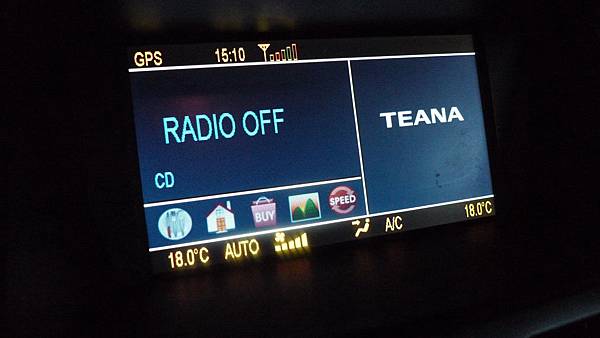 GPS 15:10
RADIO OFF
TEANA
CD
BUY SPEED
18.0°C AUTO A/C 18.0°C